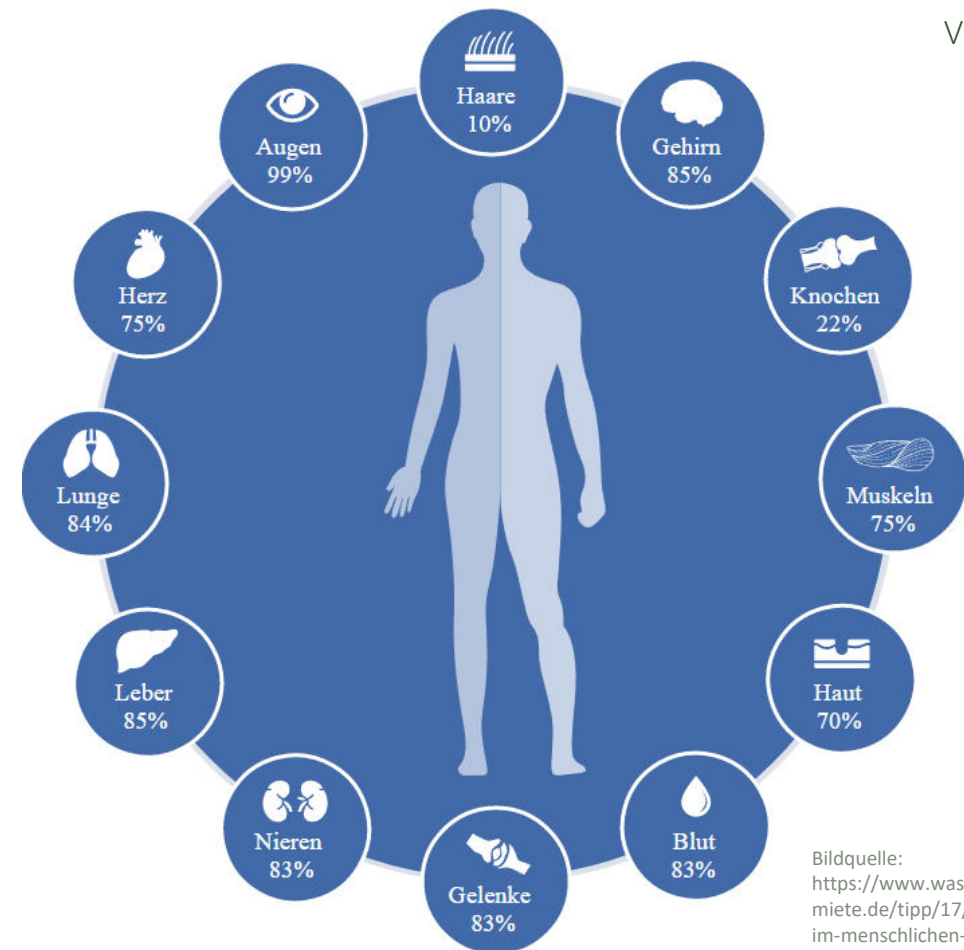 V
Haare
10%
Gehirn
85%
Knochen
22%
Muskeln
75%
Haut
70%
Blut
83%
Gelenke
83%
Nieren
83%
Leber
85%
Lunge
84%
Herz
75%
Augen
99%
Bildquelle:
https://www.was
miete.de/tipp/17/
im-menschlichen-